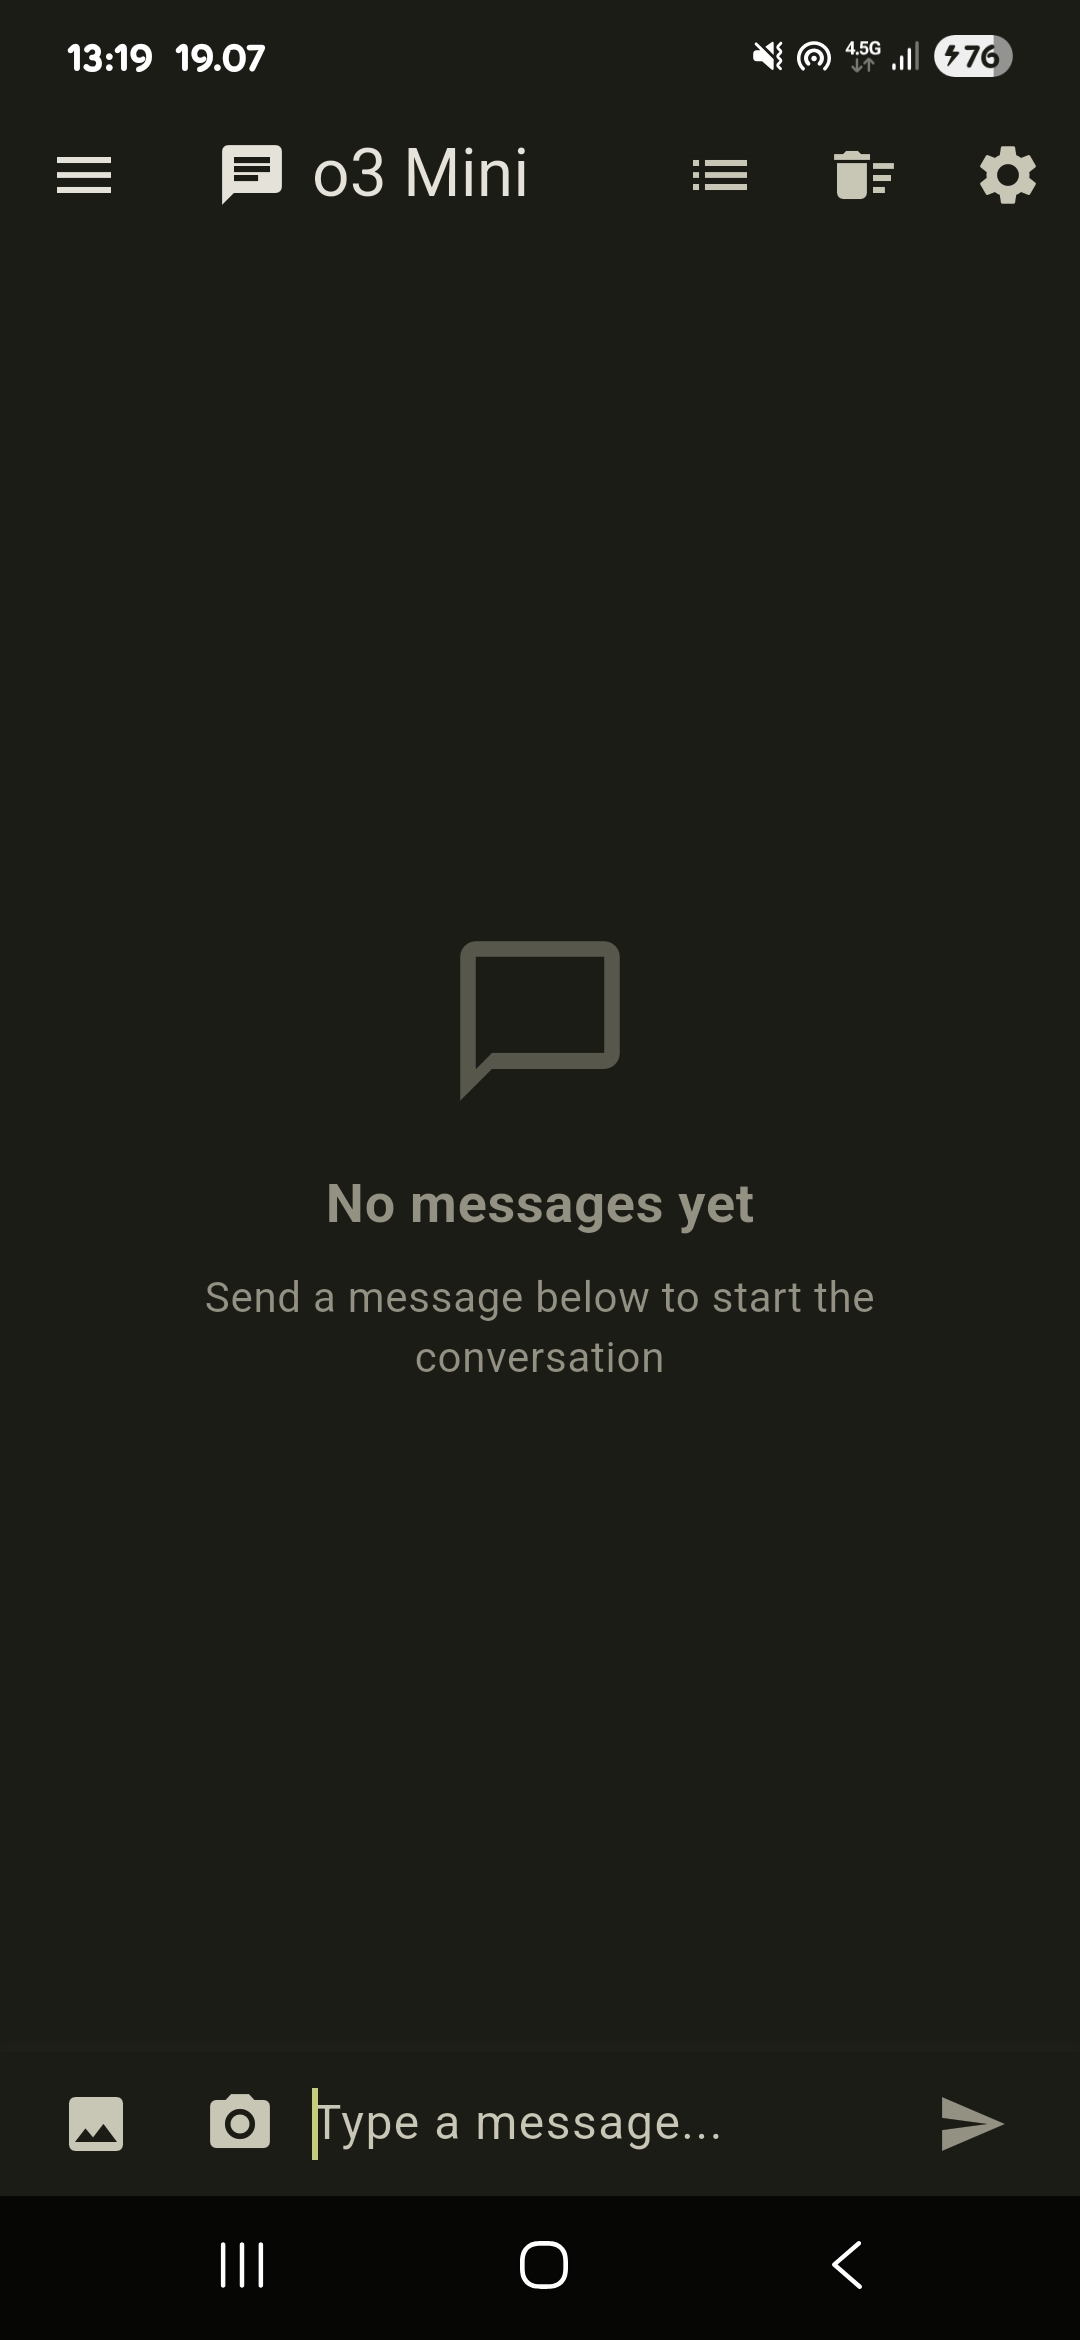 13:19 19.07
4.5G
76
o3 Mini
No messages yet
Send a message below to start the
conversation
Type a message...